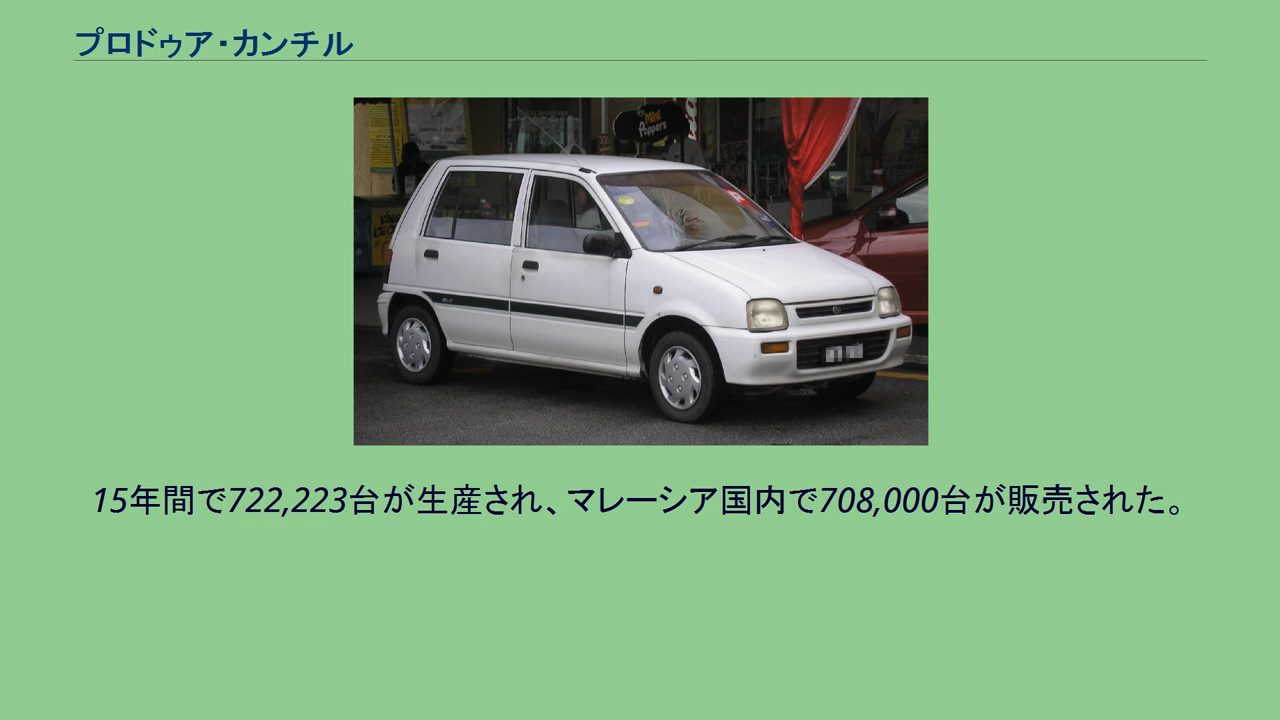 プロドゥア・カンチル
Mini
Poppers
15年間で722,223台が生産され、マレーシア国内で708,000台が販売された。